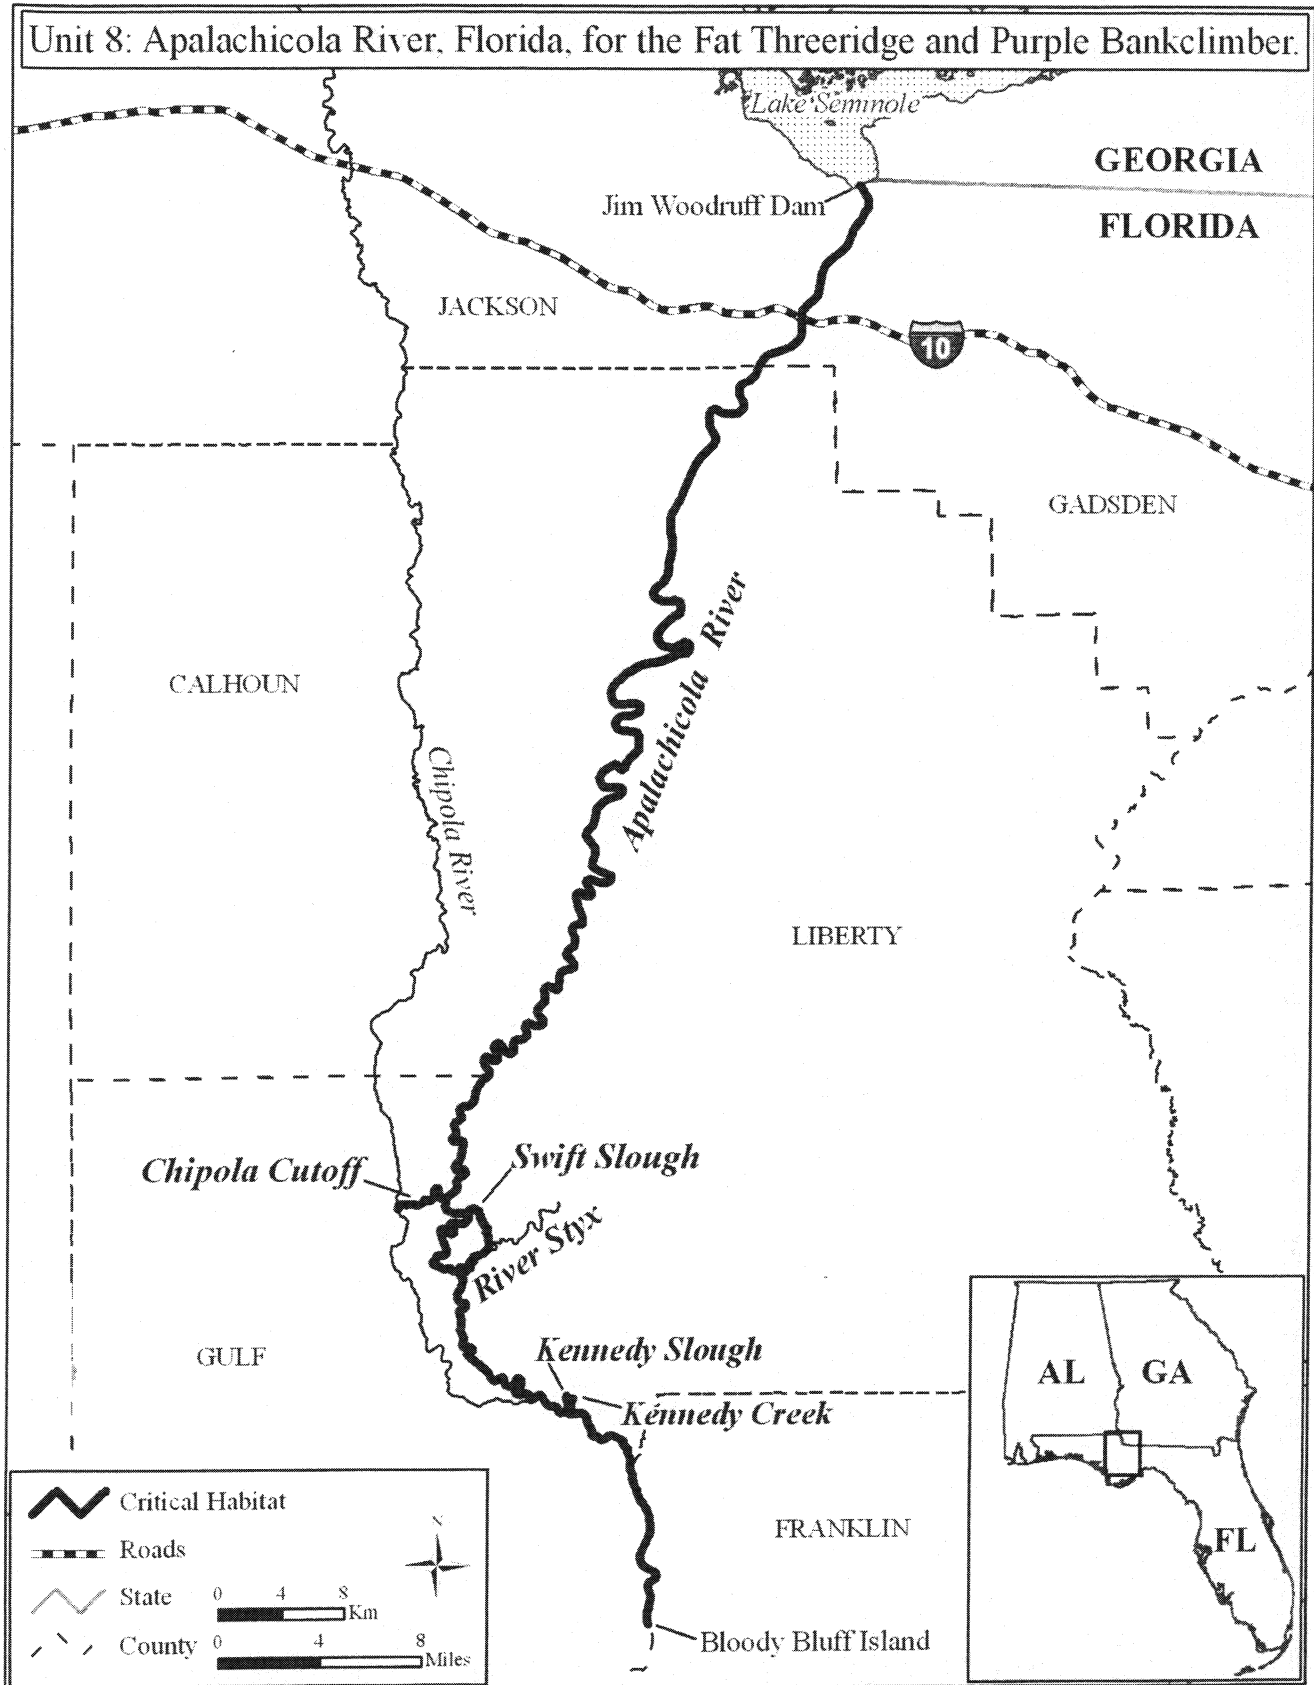 Unit 8: Apalachicola River, Florida, for the Fat Threeridge and Purple Bankclimber.
Lake Seminole
GEORGIA
Jim Woodruff Dam
FLORIDA
JACKSON
10
GADSDEN
Apalachicola River
CALHOUN
Chipola River
LIBERTY
Chipola Cutoff
Swift Slough
River Styx
GULF
Kennedy Slough
Kennedy Creek
AL
GA
FL
FRANKLIN
Bloody Bluff Island
Critical Habitat
Roads
State
County
N
0 4 8
Km
0 4 8
Miles